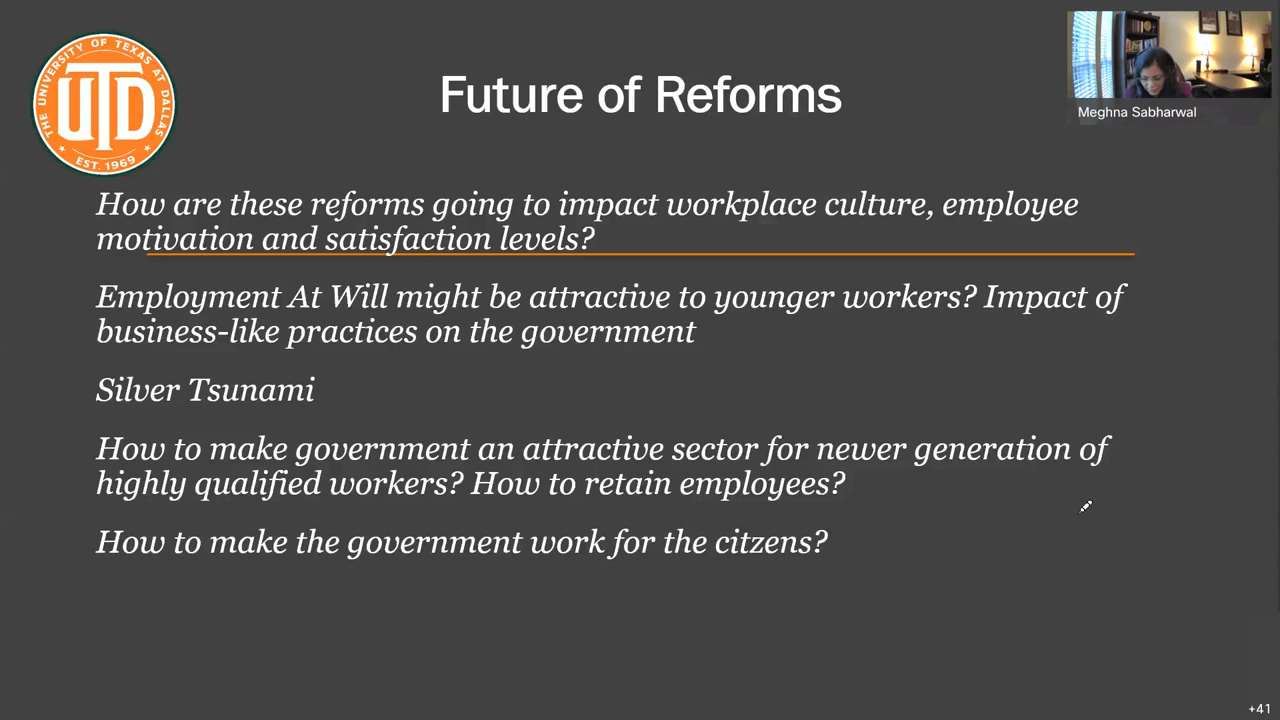 THE UNIVERSITY OF TEXAS AT DALLAS
UTD
EST. 1969
Future of Reforms
Meghna Sabharwal
How are these reforms going to impact workplace culture, employee
motivation and satisfaction levels?
Employment At Will might be attractive to younger workers? Impact of
business-like practices on the government
Silver Tsunami
How to make government an attractive sector for newer generation of
highly qualified workers? How to retain employees?
How to make the government work for the citzens?
+41